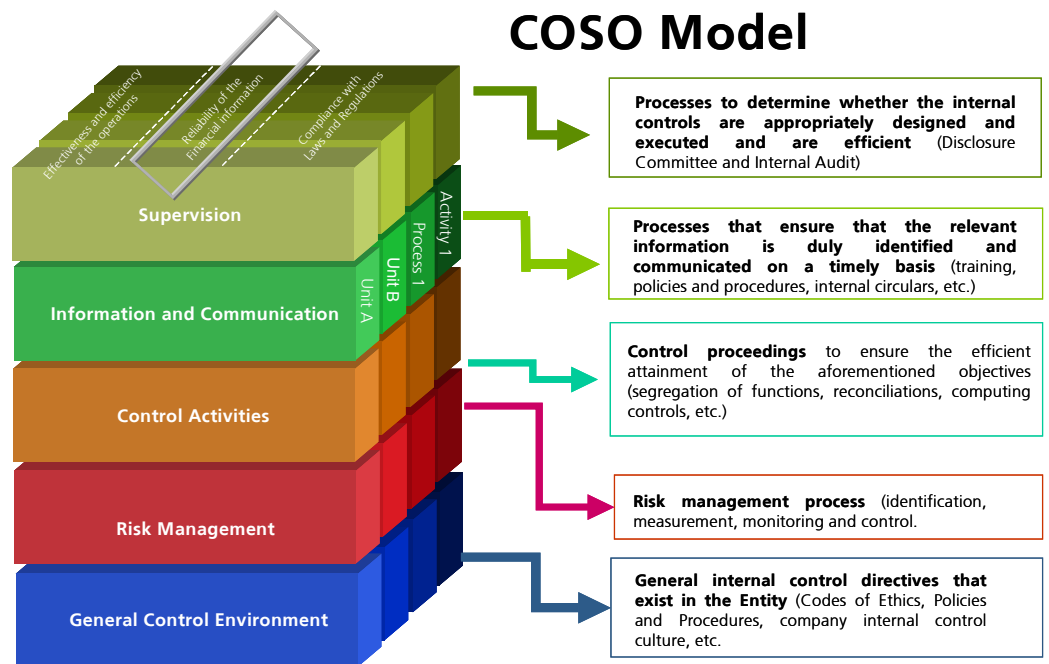 COSO Model
Effectiveness and efficiency
of the operations
Reliability of the
Financial information
Compliance with
Laws and Regulations
Supervision
Information and Communication
Control Activities
Risk Management
General Control Environment
Unit A
Unit B
Process 1
Activity 1
Processes to determine whether the internal
controls are appropriately designed and
executed and are efficient (Disclosure
Committee and Internal Audit)
Processes that ensure that the relevant
information is duly identified and
communicated on a timely basis (training,
policies and procedures, internal circulars, etc.)
Control proceedings to ensure the efficient
attainment of the aforementioned objectives
(segregation of functions, reconciliations, computing
controls, etc.)
Risk management process (identification,
measurement, monitoring and control.
General internal control directives that
exist in the Entity (Codes of Ethics, Policies
and Procedures, company internal control
culture, etc.